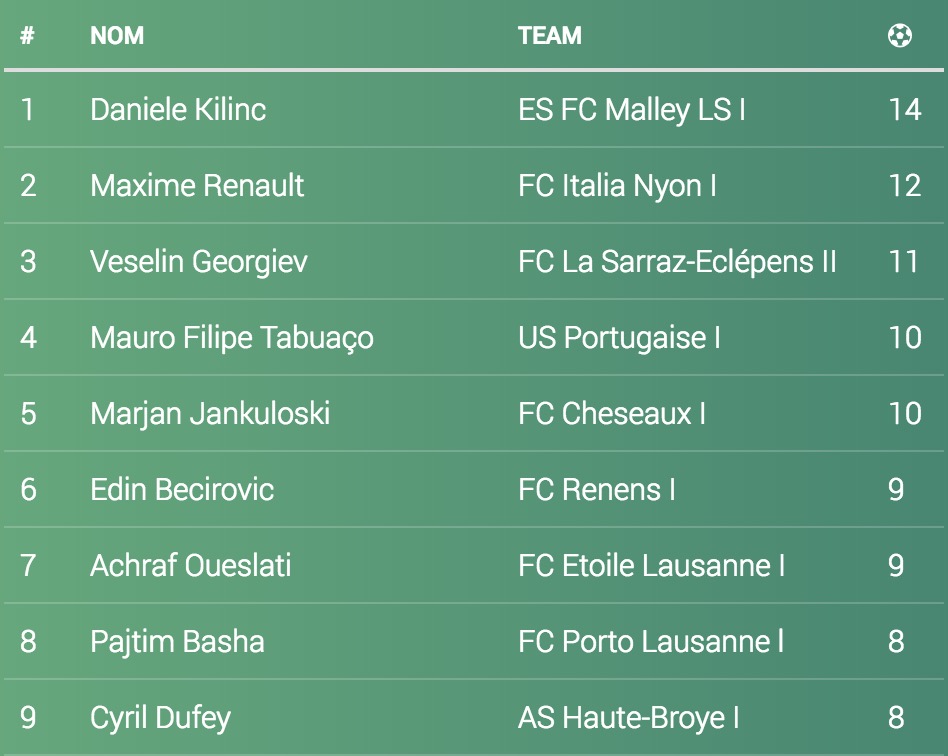 # NOM TEAM
1 Daniele Kilinc ES FC Malley LS I 14
2 Maxime Renault FC Italia Nyon I 12
3 Veselin Georgiev FC La Sarraz-Eclépens II 11
4 Mauro Filipe Tabuaço US Portugaise I 10
5 Marjan Jankuloski FC Cheseaux I 10
6 Edin Becirovic FC Renens I 9
7 Achraf Oueslati FC Etoile Lausanne I 9
8 Pajtim Basha FC Porto Lausanne l 8
9 Cyril Dufey AS Haute-Broye I 8